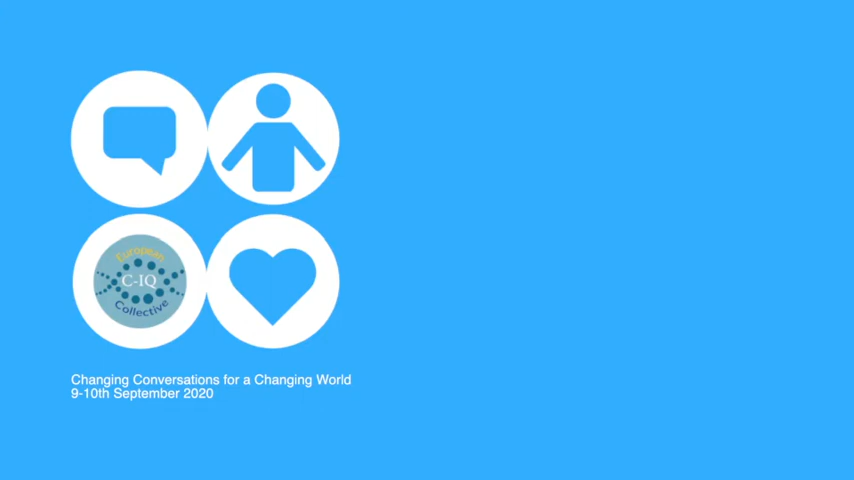 European
C-IQ
Collective
Changing Conversations for a Changing World
9-10th September 2020